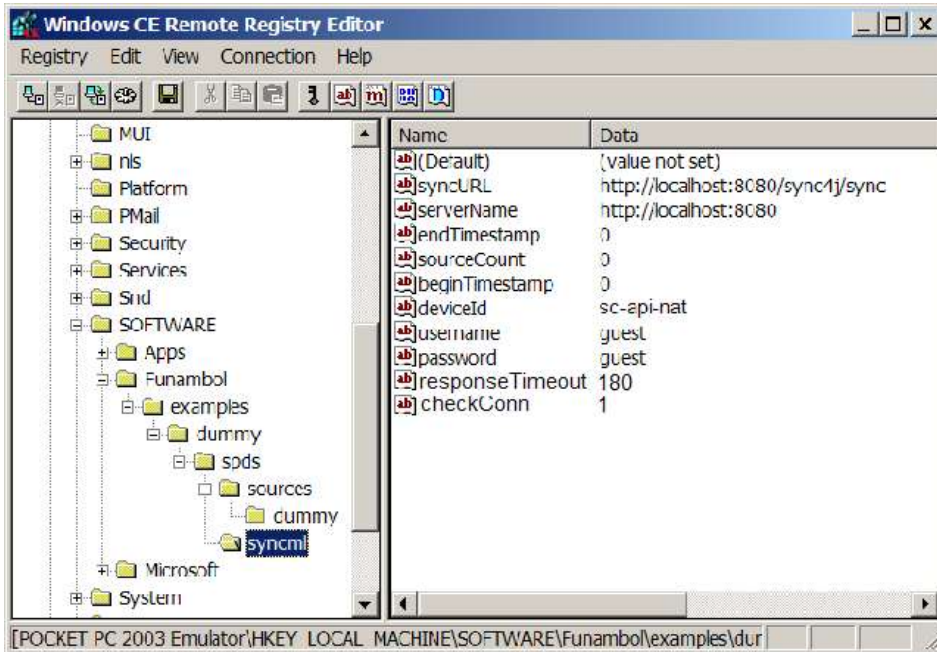 Windows CE Remote Registry Editor
Registry Edit View Connection Help
MUI
nls
Platform
PMail
Security
Services
Snd
SOFTWARE
Apps
Funambol
examples
dummy
spds
sources
dummy
syncml
Microsoft
System
Name Data
(Default) (value not set)
syncURL http://localhost:8080/sync4j/sync
serverName http://localhost:8080
endTimestamp 0
sourceCount 0
beginTimestamp 0
deviceId sc-api-nat
username guest
password guest
responseTimeout 180
checkConn 1
[POCKET PC 2003 Emulator\HKEY_LOCAL_MACHINE\SOFTWARE\Funambol\examples\dur